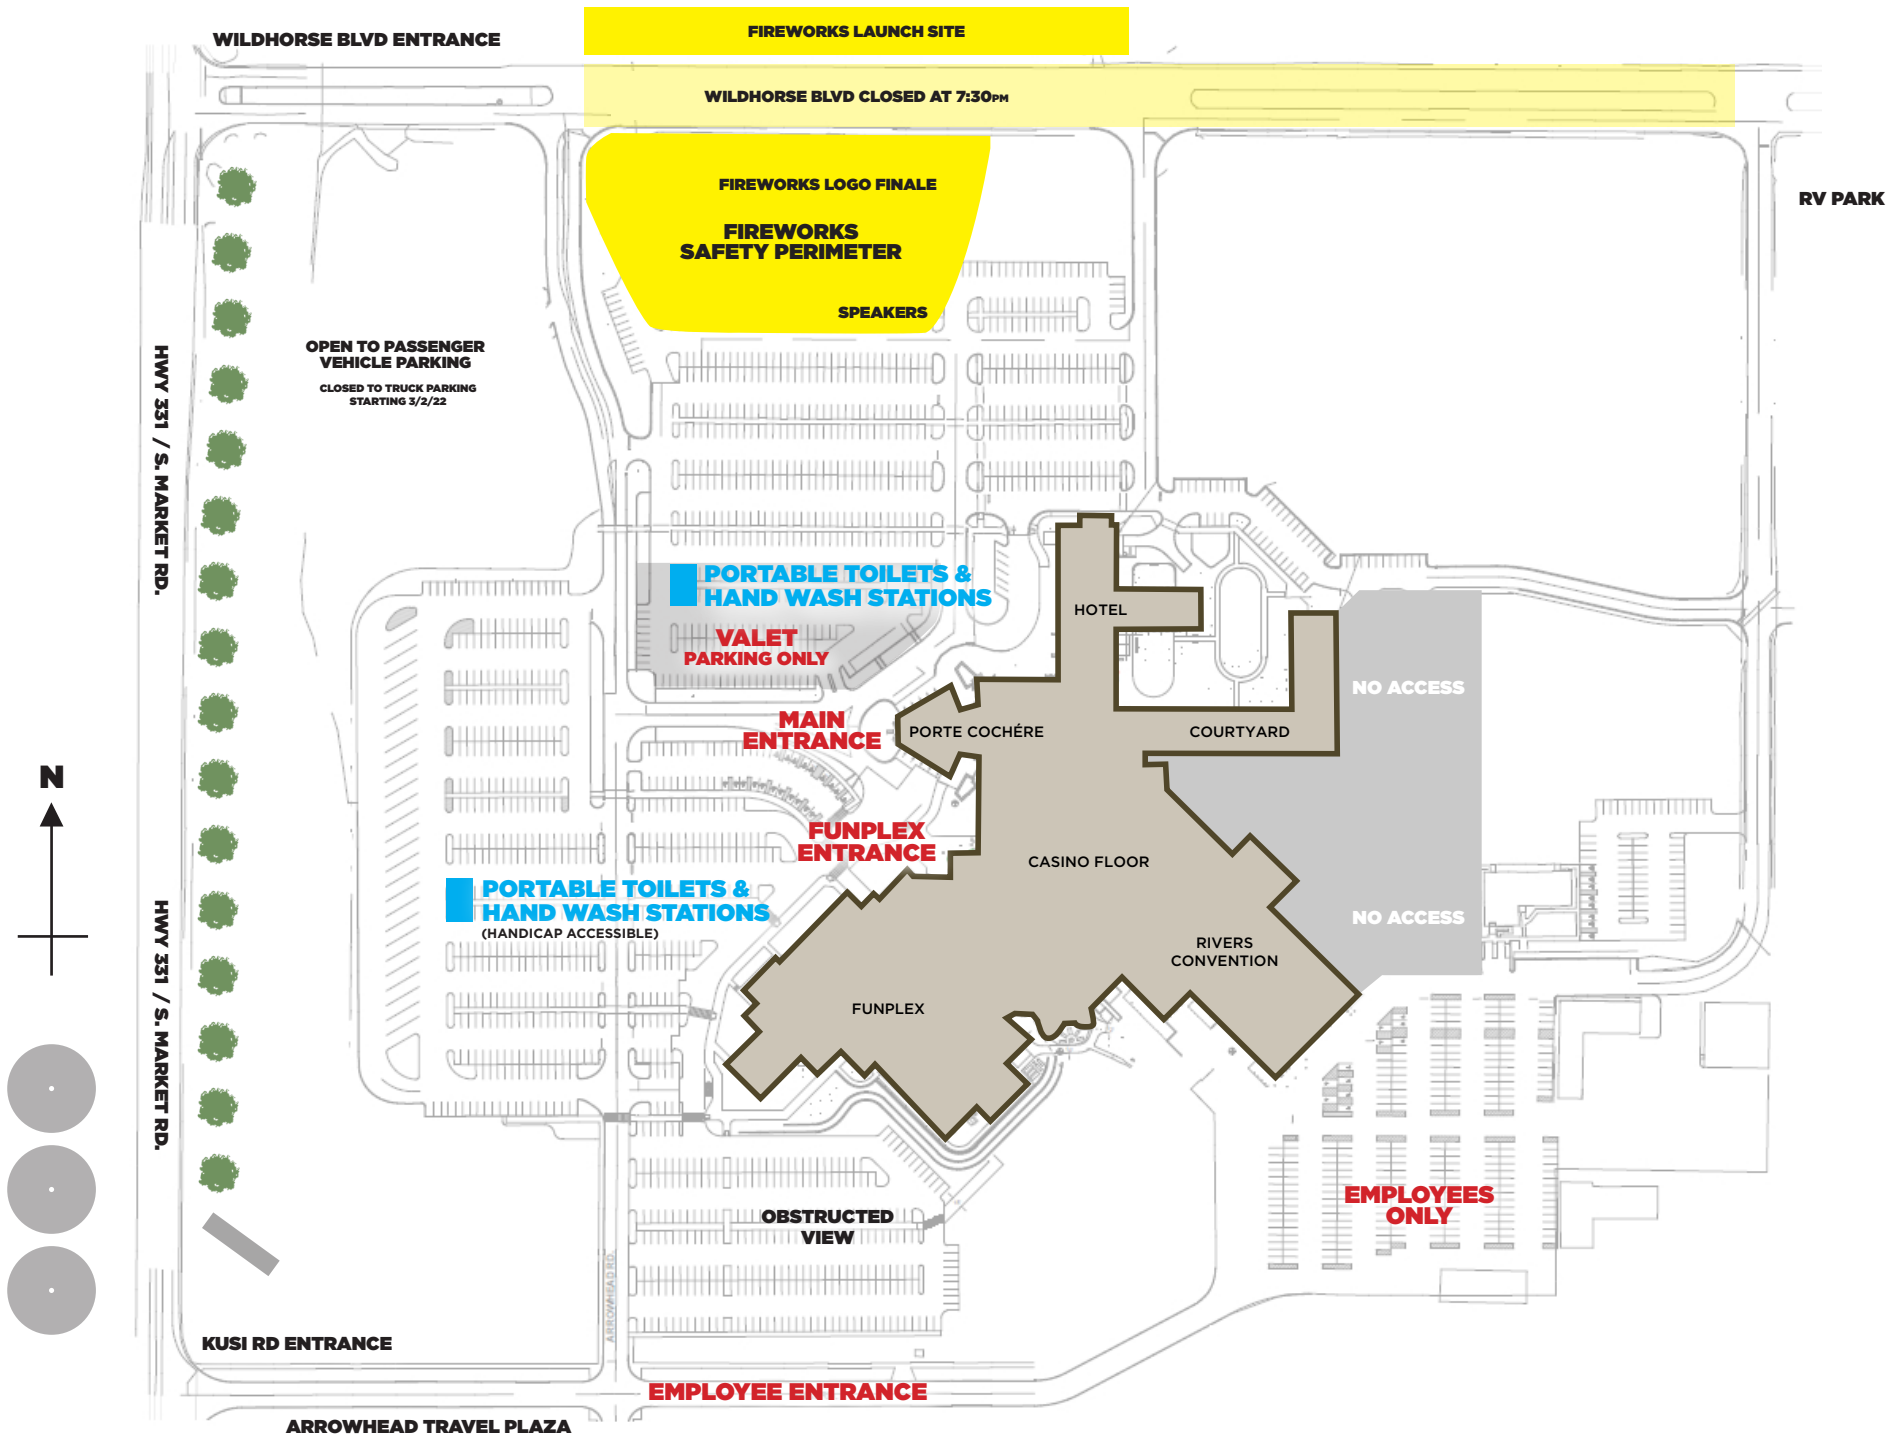 WILDHORSE BLVD ENTRANCE
FIREWORKS LAUNCH SITE
WILDHORSE BLVD CLOSED AT 7:30PM
FIREWORKS LOGO FINALE
FIREWORKS
SAFETY PERIMETER
SPEAKERS
RV PARK
OPEN TO PASSENGER
VEHICLE PARKING
CLOSED TO TRUCK PARKING
STARTING 3/2/22
HWY 331 / S. MARKET RD.
PORTABLE TOILETS &
HAND WASH STATIONS
VALET
PARKING ONLY
HOTEL
NO ACCESS
MAIN
ENTRANCE
PORTE COCHÉRE
COURTYARD
N
FUNPLEX
ENTRANCE
CASINO FLOOR
PORTABLE TOILETS &
HAND WASH STATIONS
(HANDICAP ACCESSIBLE)
NO ACCESS
RIVERS
CONVENTION
HWY 331 / S. MARKET RD.
FUNPLEX
EMPLOYEES
ONLY
OBSTRUCTED
VIEW
ARROWHEAD RD.
KUSI RD ENTRANCE
EMPLOYEE ENTRANCE
ARROWHEAD TRAVEL PLAZA